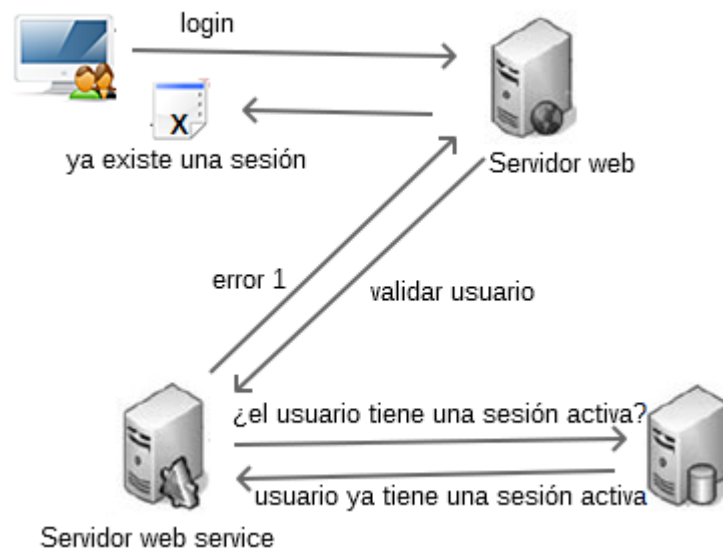 login
X
ya existe una sesión
Servidor web
error 1
validar usuario
¿el usuario tiene una sesión activa?
usuario ya tiene una sesión activa
Servidor web service